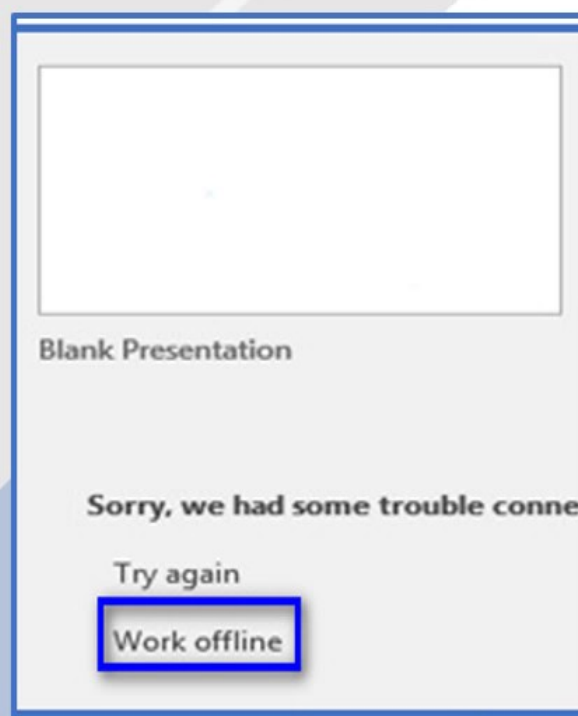 Blank Presentation
Sorry, we had some trouble conne
Try again
Work offline